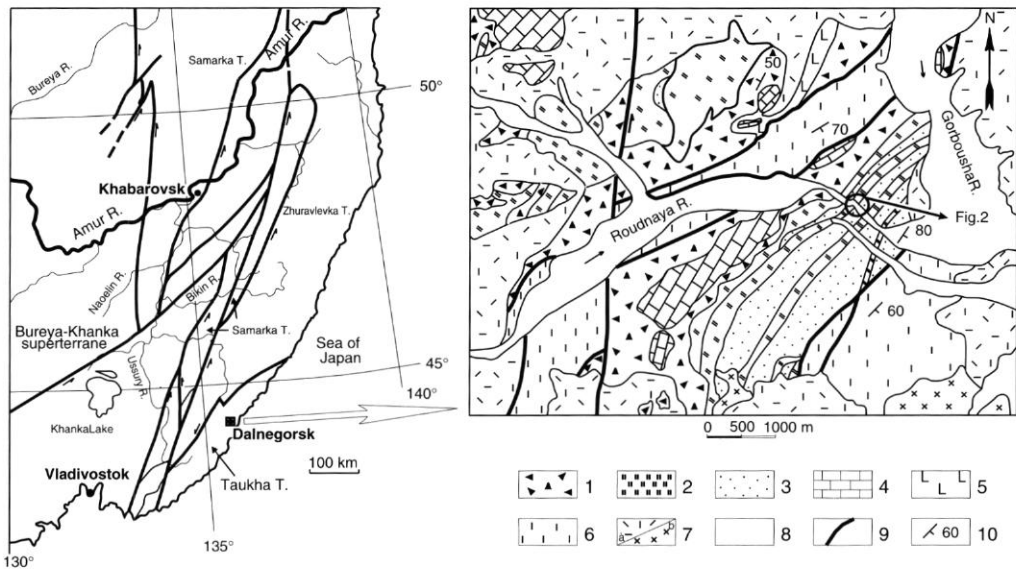 Bureya R.
Samarka T.
Amur R.
50°
Khabarovsk
Amur R.
Zhuravlevka T.
Naoelin R.
Bikin R.
Bureya-Khanka
superterrane
Samarka T.
Sea of
Japan
Ussury R.
45°
140°
KhankaLake
Dalnegorsk
100 km
Vladivostok
Taukha T.
130°
135°
N
50
L
L
L
70
Gorbousha R.
Roudnaya R.
Fig.2
80
60
0 500 1000 m
1
2
3
4
L L L 5
6
a b 7
8
9
60 10